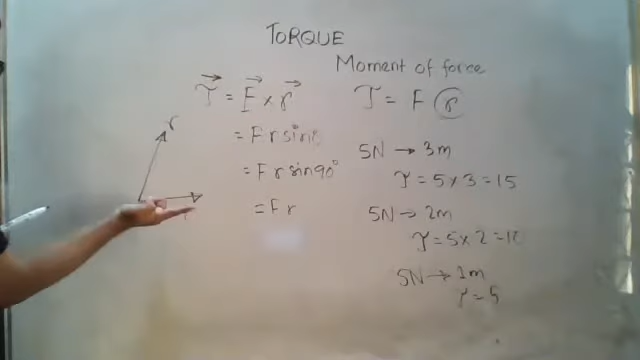 TORQUE
Moment of force
τ⃗ = F⃗ × r⃗
= F r sinθ
= F r sin90°
= F r
r
τ = F r
5N → 3m
τ = 5 × 3 = 15
5N → 2m
τ = 5 × 2 = 10
5N → 1m
τ = 5